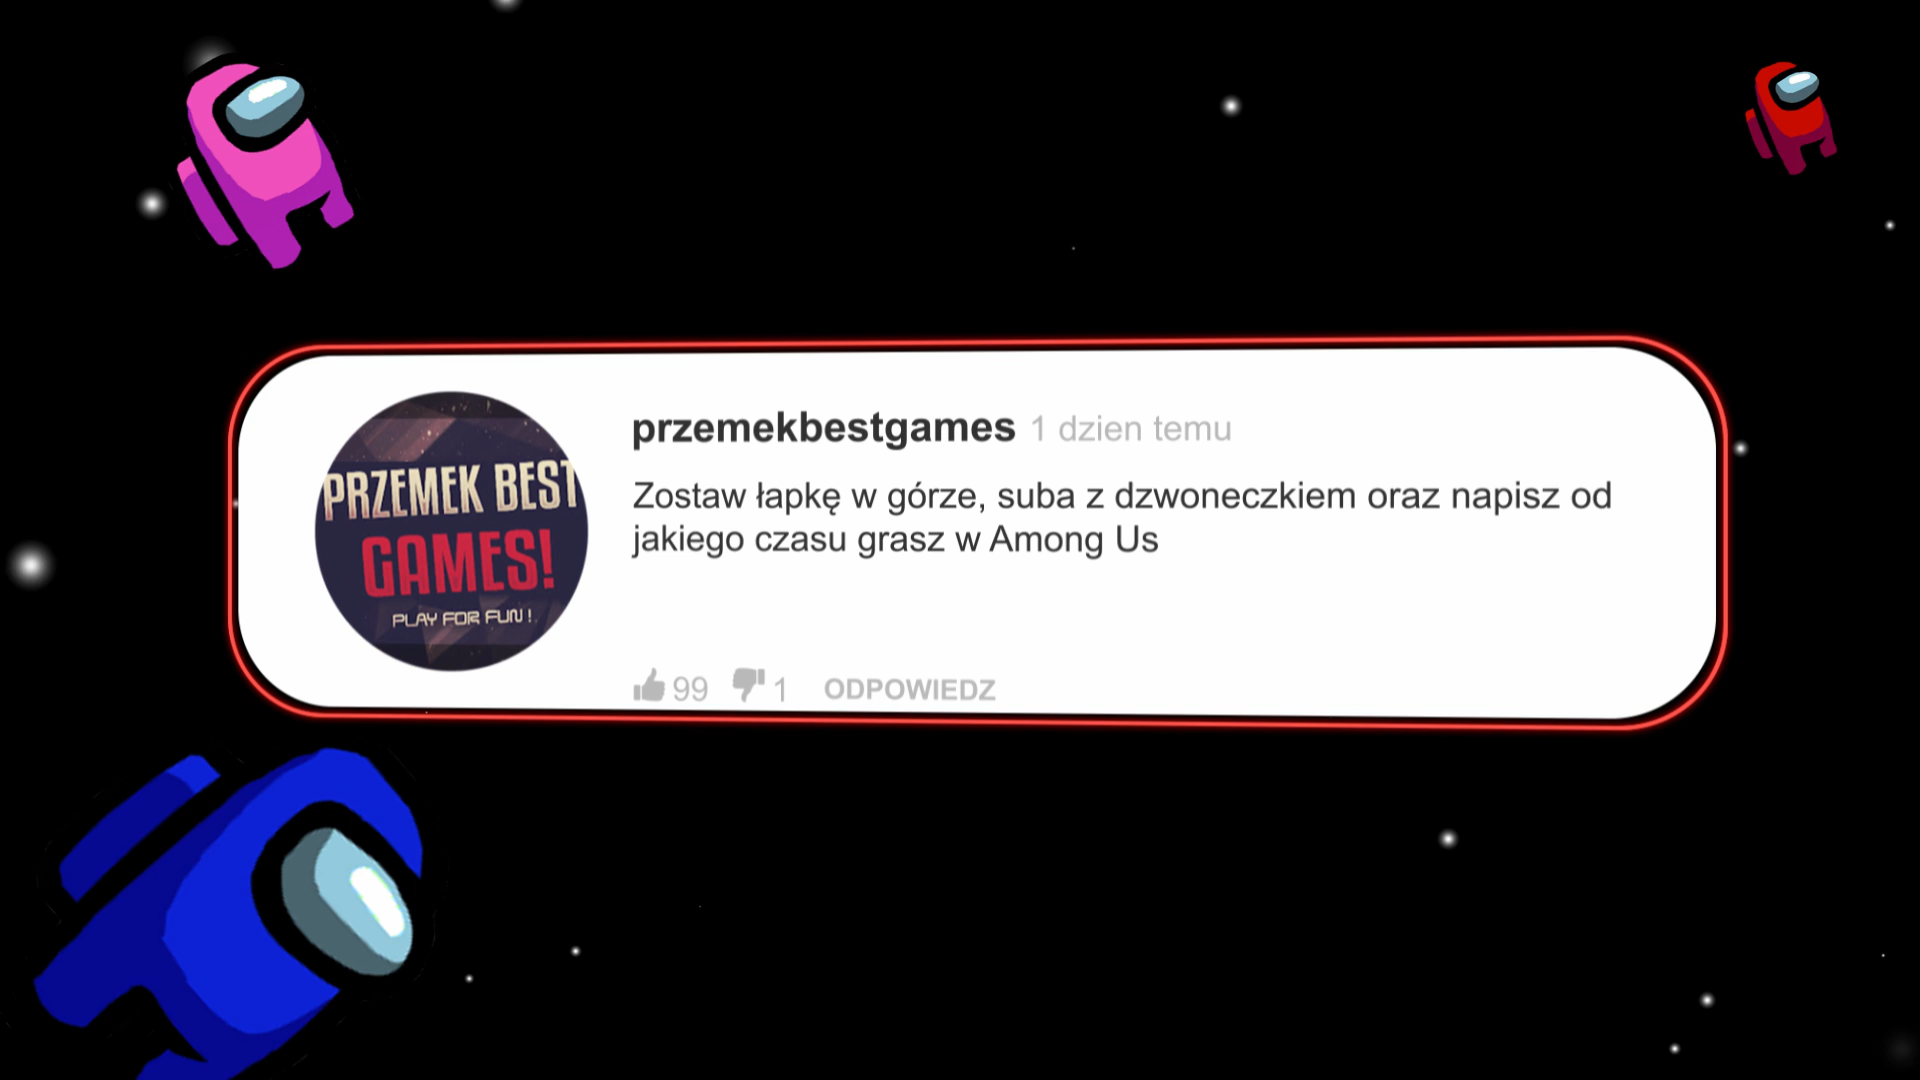 PRZEMEK BEST
GAMES!
PLAY FOR FUN !
przemekbestgames 1 dzien temu
Zostaw łapkę w górze, suba z dzwoneczkiem oraz napisz od
jakiego czasu grasz w Among Us
99 1 ODPOWIEDZ